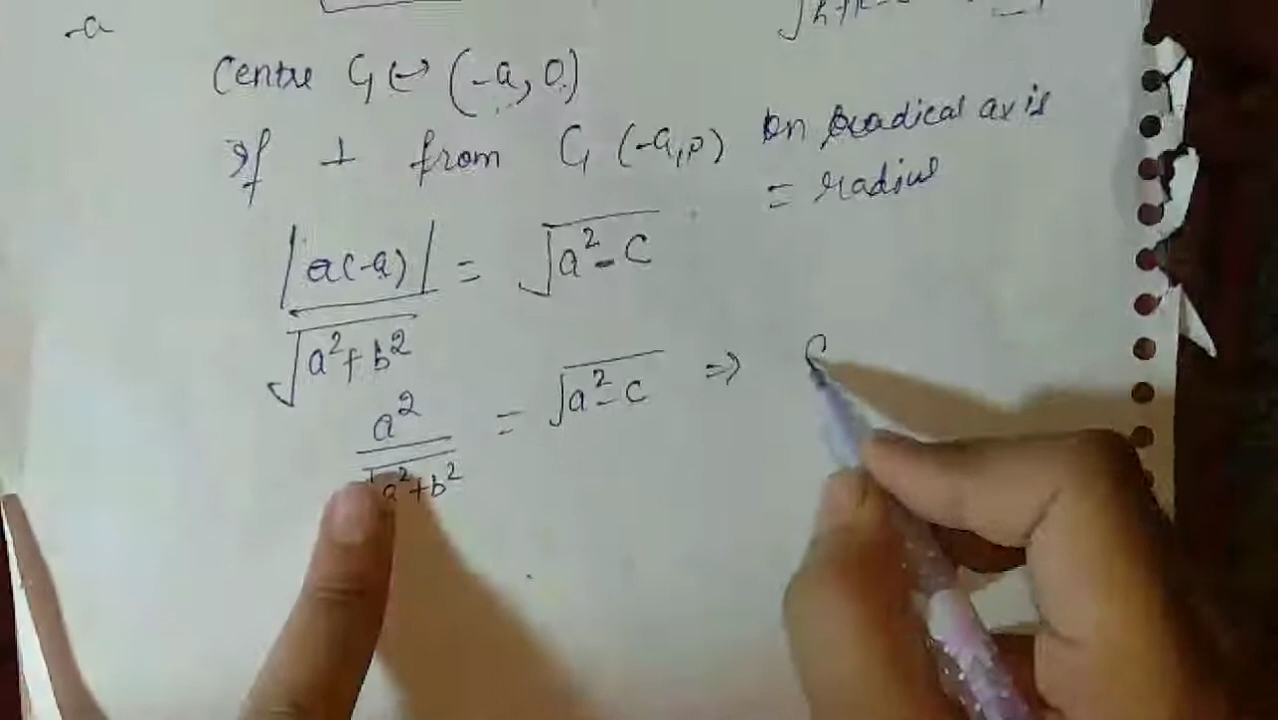 -a
Centre C₁ ↔ (-a, 0)
If ⊥ from C₁ (-a, 0) on radical axis
= radius
|a(-a)| / √(a²+b²) = √(a²-c)
a² / √(a²+b²) = √(a²-c) ⇒